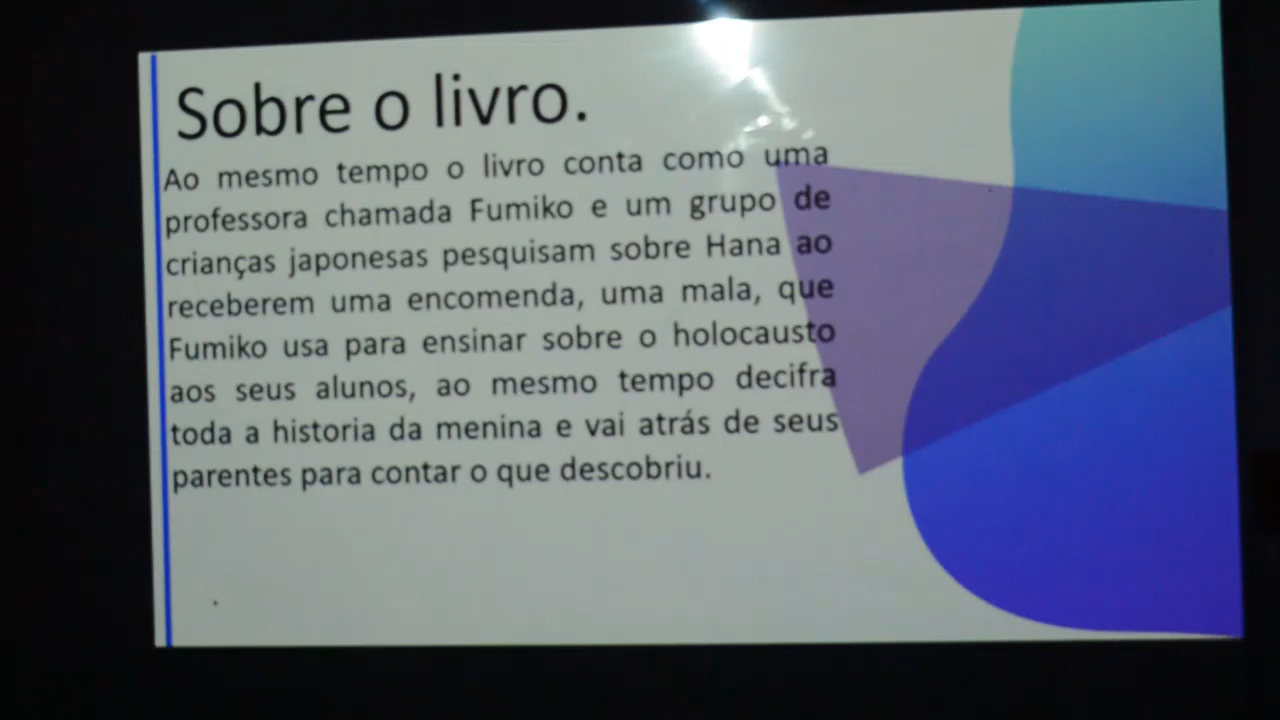 Sobre o livro.
Ao mesmo tempo o livro conta como uma
professora chamada Fumiko e um grupo de
crianças japonesas pesquisam sobre Hana ao
receberem uma encomenda, uma mala, que
Fumiko usa para ensinar sobre o holocausto
aos seus alunos, ao mesmo tempo decifra
toda a historia da menina e vai atrás de seus
parentes para contar o que descobriu.